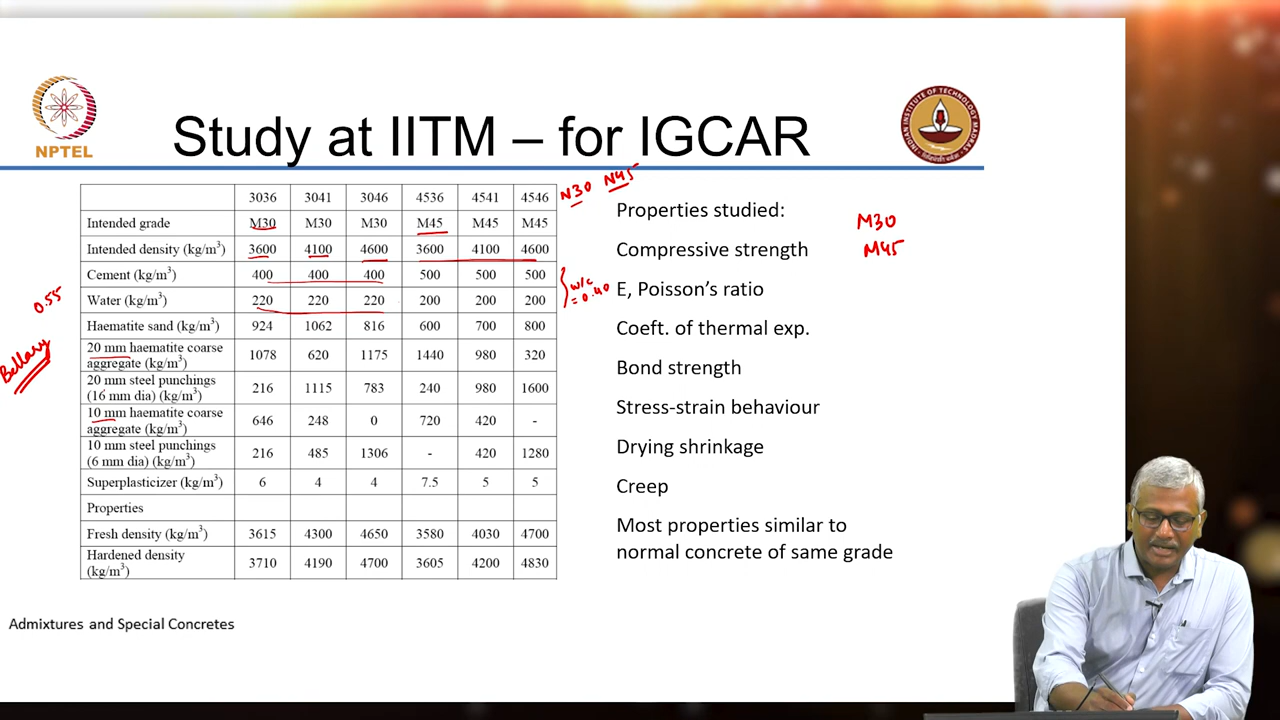 NPTEL
Study at IITM – for IGCAR
INDIAN INSTITUTE OF TECHNOLOGY MADRAS
N30 N45
3036 3041 3046 4536 4541 4546
Intended grade M30 M30 M30 M45 M45 M45
Intended density (kg/m³) 3600 4100 4600 3600 4100 4600
Cement (kg/m³) 400 400 400 500 500 500
Water (kg/m³) 220 220 220 200 200 200
w/c
= 0.40
0.55
Haematite sand (kg/m³) 924 1062 816 600 700 800
20 mm haematite coarse
aggregate (kg/m³) 1078 620 1175 1440 980 320
Bellary
20 mm steel punchings
(16 mm dia) (kg/m³) 216 1115 783 240 980 1600
10 mm haematite coarse
aggregate (kg/m³) 646 248 0 720 420 -
10 mm steel punchings
(6 mm dia) (kg/m³) 216 485 1306 - 420 1280
Superplasticizer (kg/m³) 6 4 4 7.5 5 5
Properties
Fresh density (kg/m³) 3615 4300 4650 3580 4030 4700
Hardened density
(kg/m³) 3710 4190 4700 3605 4200 4830
Properties studied:
M30
Compressive strength
M45
E, Poisson’s ratio
Coeft. of thermal exp.
Bond strength
Stress-strain behaviour
Drying shrinkage
Creep
Most properties similar to
normal concrete of same grade
Admixtures and Special Concretes